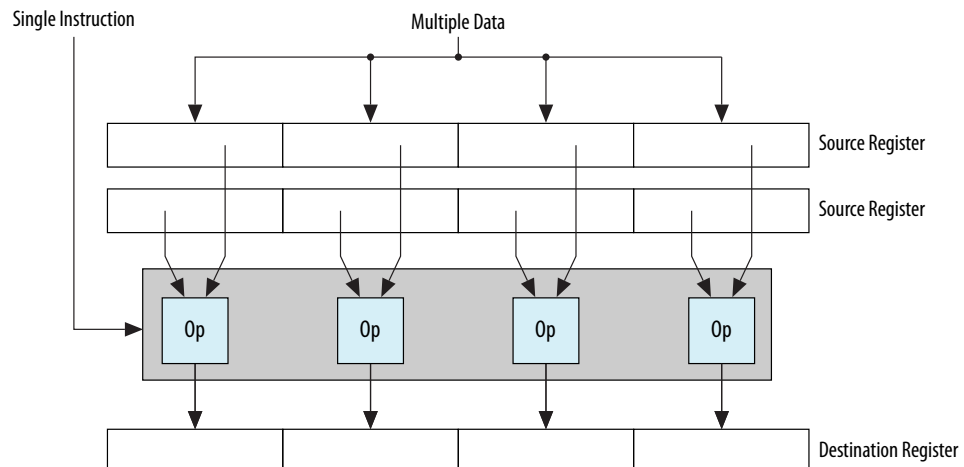 Single Instruction
Multiple Data
Source Register
Source Register
Op Op Op Op
Destination Register